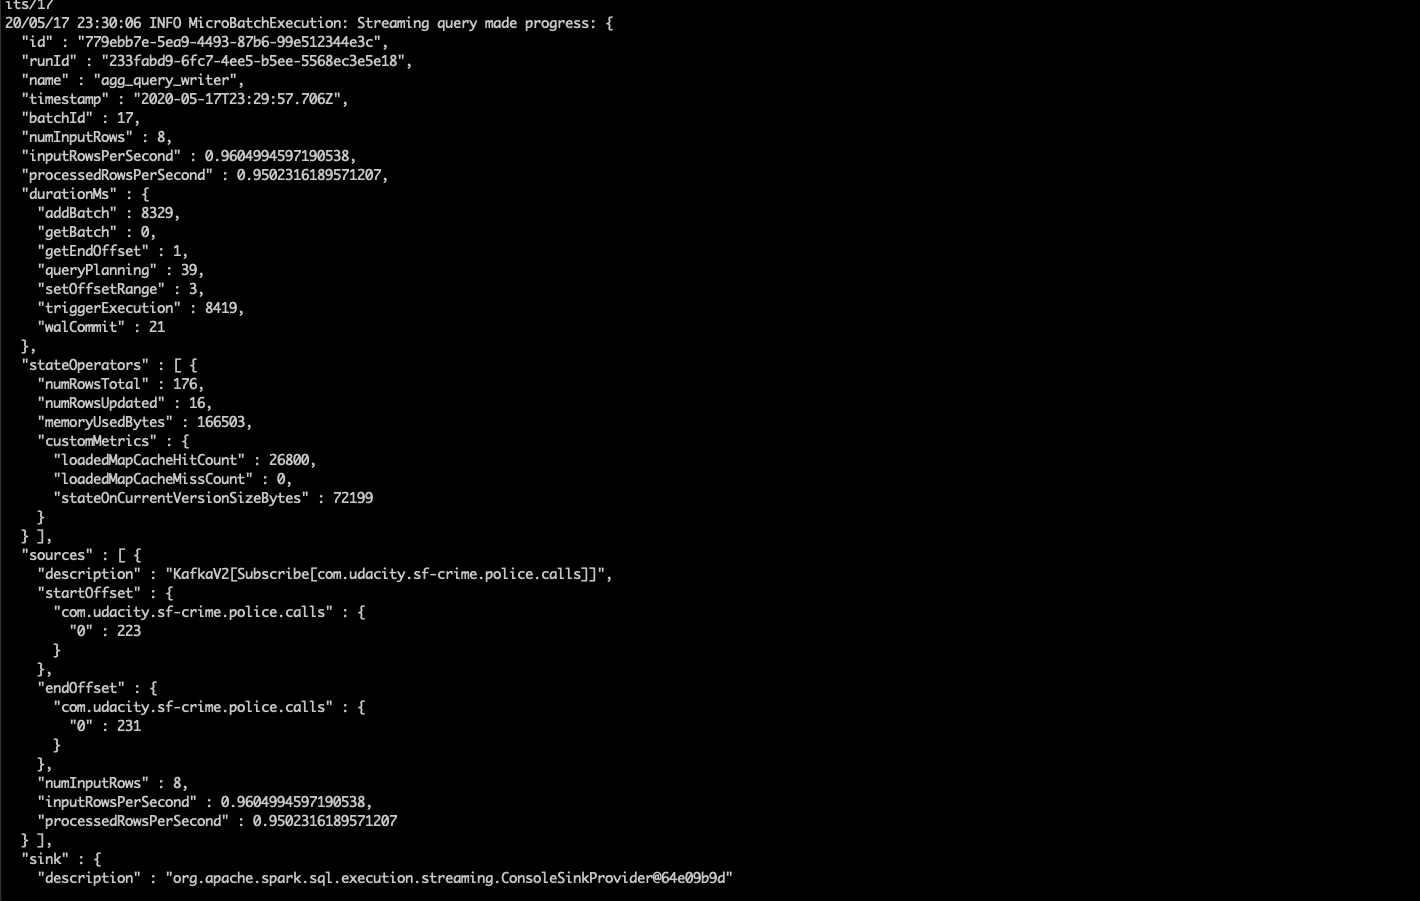 its/17
20/05/17 23:30:06 INFO MicroBatchExecution: Streaming query made progress: {
  "id" : "779ebb7e-5ea9-4493-87b6-99e512344e3c",
  "runId" : "233fabd9-6fc7-4ee5-b5ee-5568ec3e5e18",
  "name" : "agg_query_writer",
  "timestamp" : "2020-05-17T23:29:57.706Z",
  "batchId" : 17,
  "numInputRows" : 8,
  "inputRowsPerSecond" : 0.9604994597190538,
  "processedRowsPerSecond" : 0.9502316189571207,
  "durationMs" : {
    "addBatch" : 8329,
    "getBatch" : 0,
    "getEndOffset" : 1,
    "queryPlanning" : 39,
    "setOffsetRange" : 3,
    "triggerExecution" : 8419,
    "walCommit" : 21
  },
  "stateOperators" : [ {
    "numRowsTotal" : 176,
    "numRowsUpdated" : 16,
    "memoryUsedBytes" : 166503,
    "customMetrics" : {
      "loadedMapCacheHitCount" : 26800,
      "loadedMapCacheMissCount" : 0,
      "stateOnCurrentVersionSizeBytes" : 72199
    }
  } ],
  "sources" : [ {
    "description" : "KafkaV2[Subscribe[com.udacity.sf-crime.police.calls]]",
    "startOffset" : {
      "com.udacity.sf-crime.police.calls" : {
        "0" : 223
      }
    },
    "endOffset" : {
      "com.udacity.sf-crime.police.calls" : {
        "0" : 231
      }
    },
    "numInputRows" : 8,
    "inputRowsPerSecond" : 0.9604994597190538,
    "processedRowsPerSecond" : 0.9502316189571207
  } ],
  "sink" : {
    "description" : "org.apache.spark.sql.execution.streaming.ConsoleSinkProvider@64e09b9d"